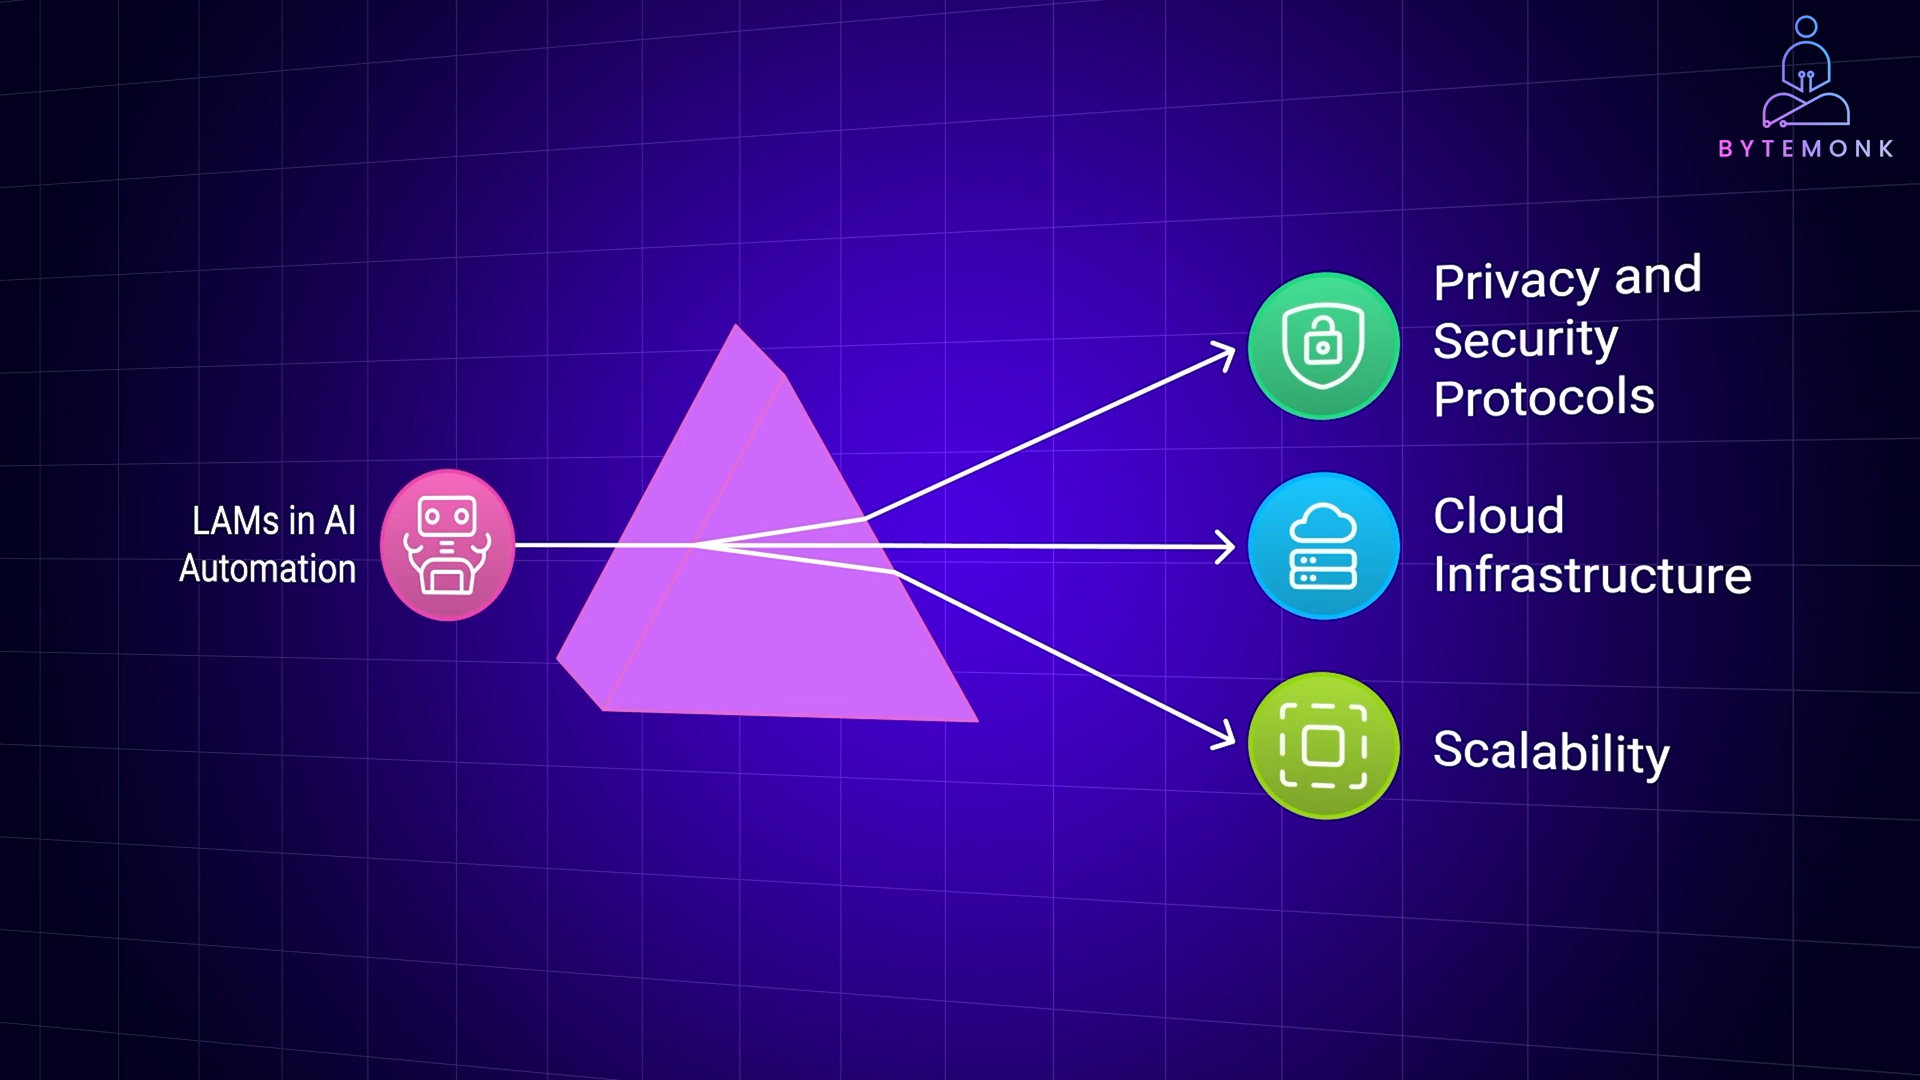 BYTEMONK
Privacy and
Security
Protocols
LAMs in AI
Automation
Cloud
Infrastructure
Scalability